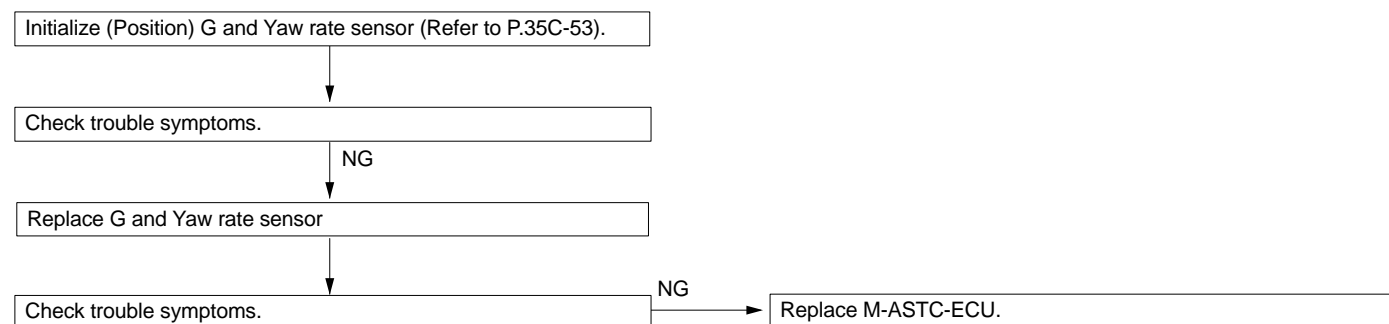 Initialize (Position) G and Yaw rate sensor (Refer to P.35C-53).
Check trouble symptoms.
NG
Replace G and Yaw rate sensor
Check trouble symptoms.
NG
Replace M-ASTC-ECU.